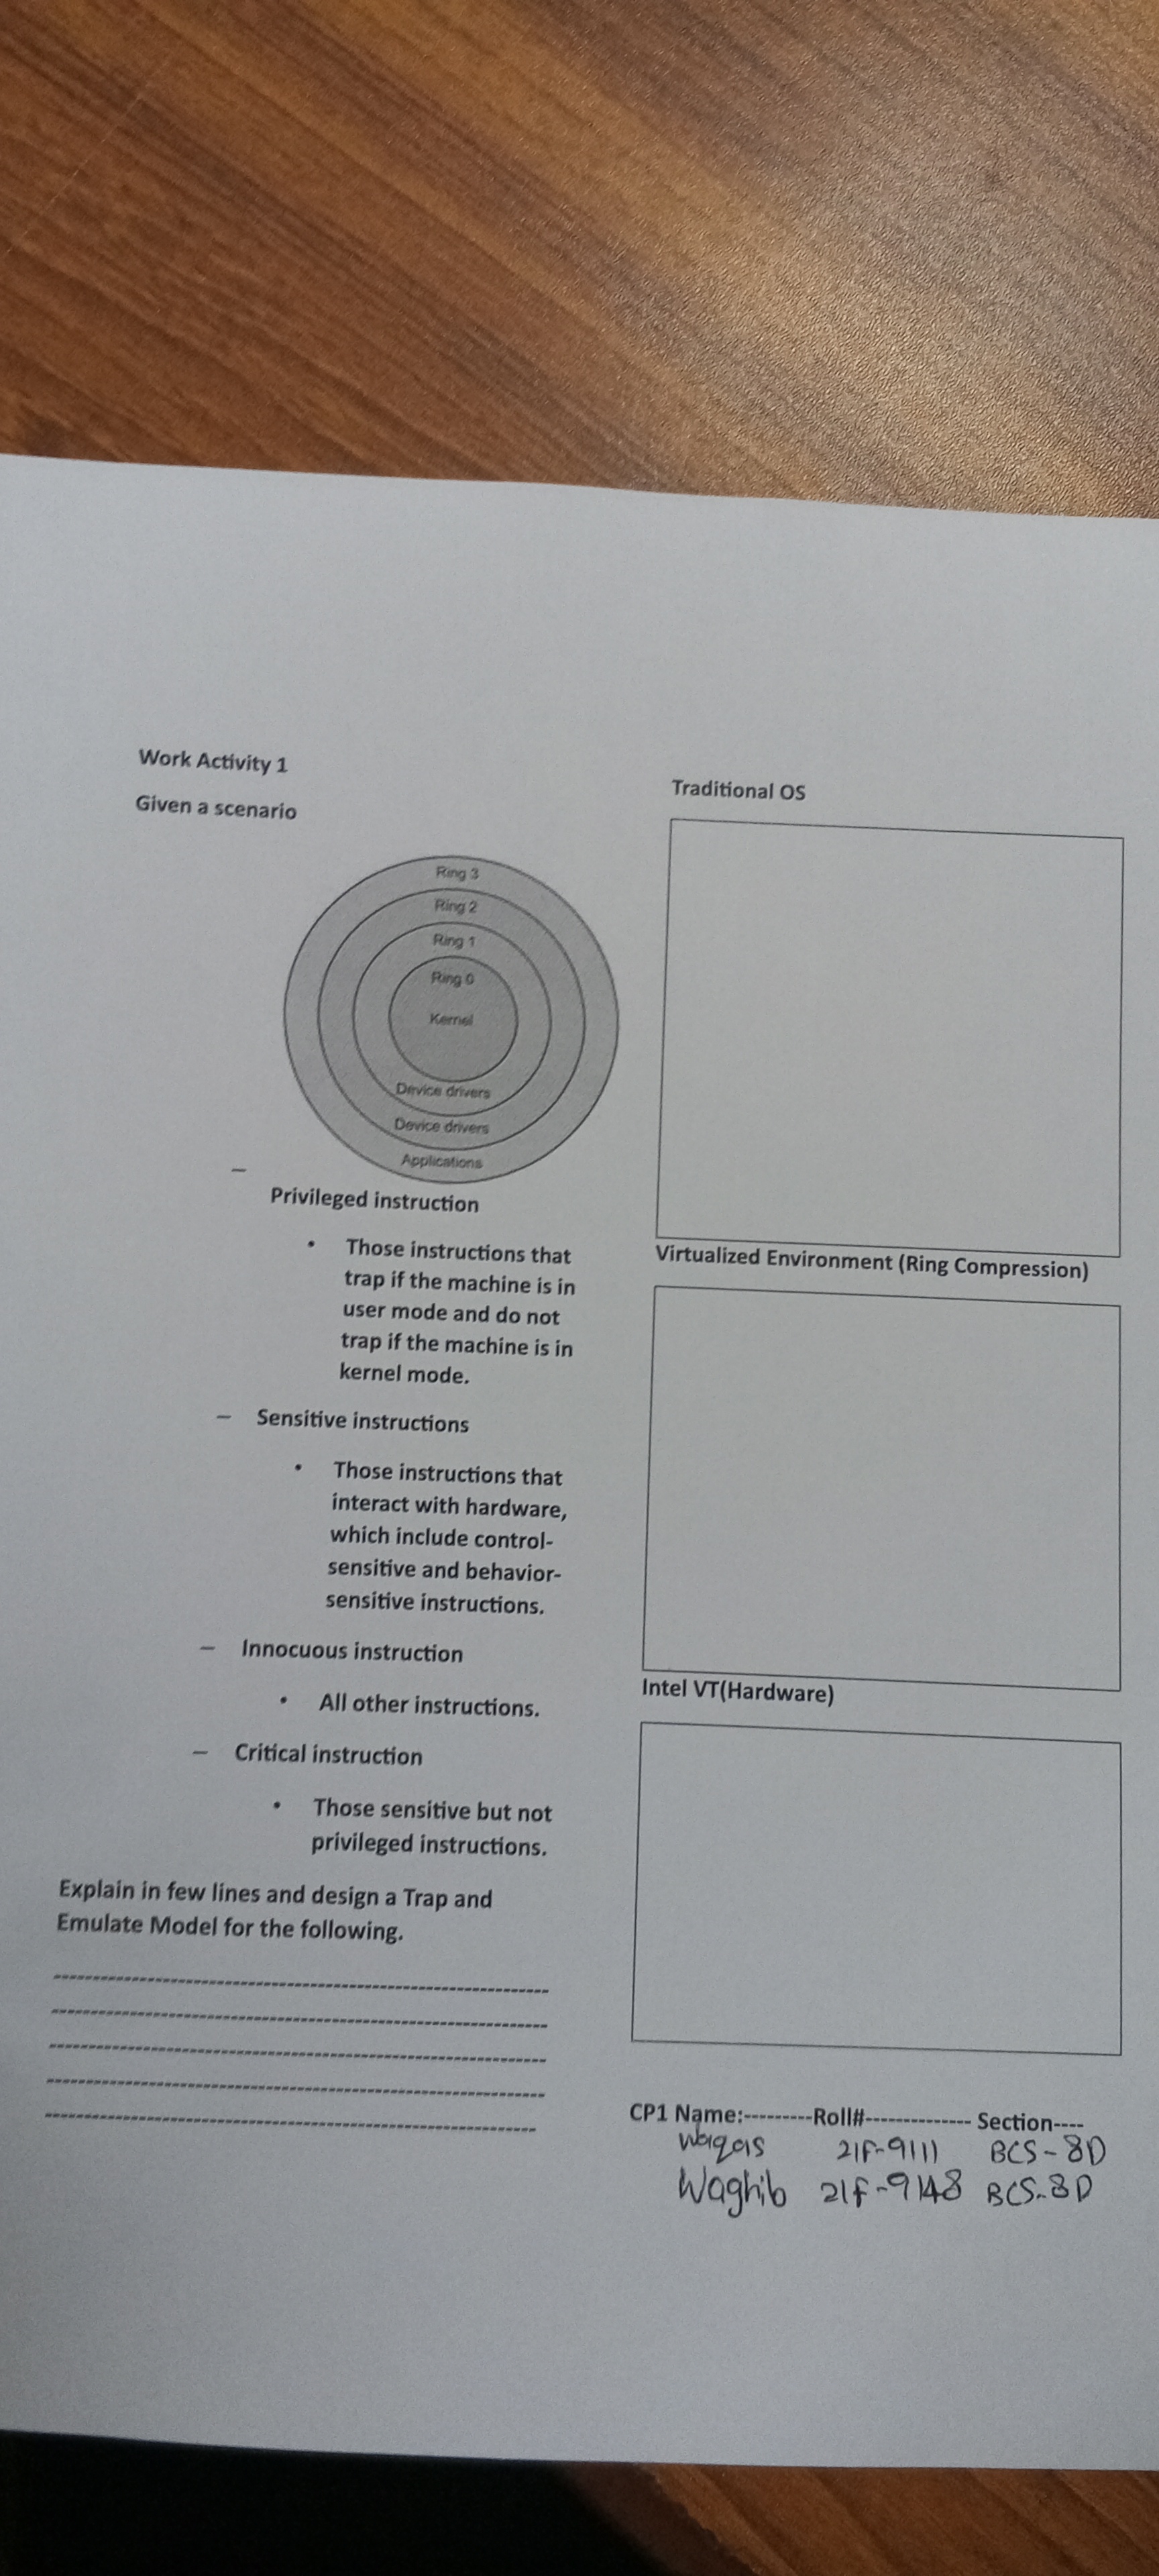 Work Activity 1
Given a scenario
Ring 3
Ring 2
Ring 1
Ring 0
Kernel
Device drivers
Device drivers
Applications
–
Privileged instruction
• Those instructions that
trap if the machine is in
user mode and do not
trap if the machine is in
kernel mode.
– Sensitive instructions
• Those instructions that
interact with hardware,
which include control-
sensitive and behavior-
sensitive instructions.
– Innocuous instruction
• All other instructions.
– Critical instruction
• Those sensitive but not
privileged instructions.
Explain in few lines and design a Trap and
Emulate Model for the following.
Traditional OS
Virtualized Environment (Ring Compression)
Intel VT(Hardware)
CP1 Name:---------Roll#-------------- Section----
Waqas 21F-9111 BCS-8D
Waghib 21F-9148 BCS-8D